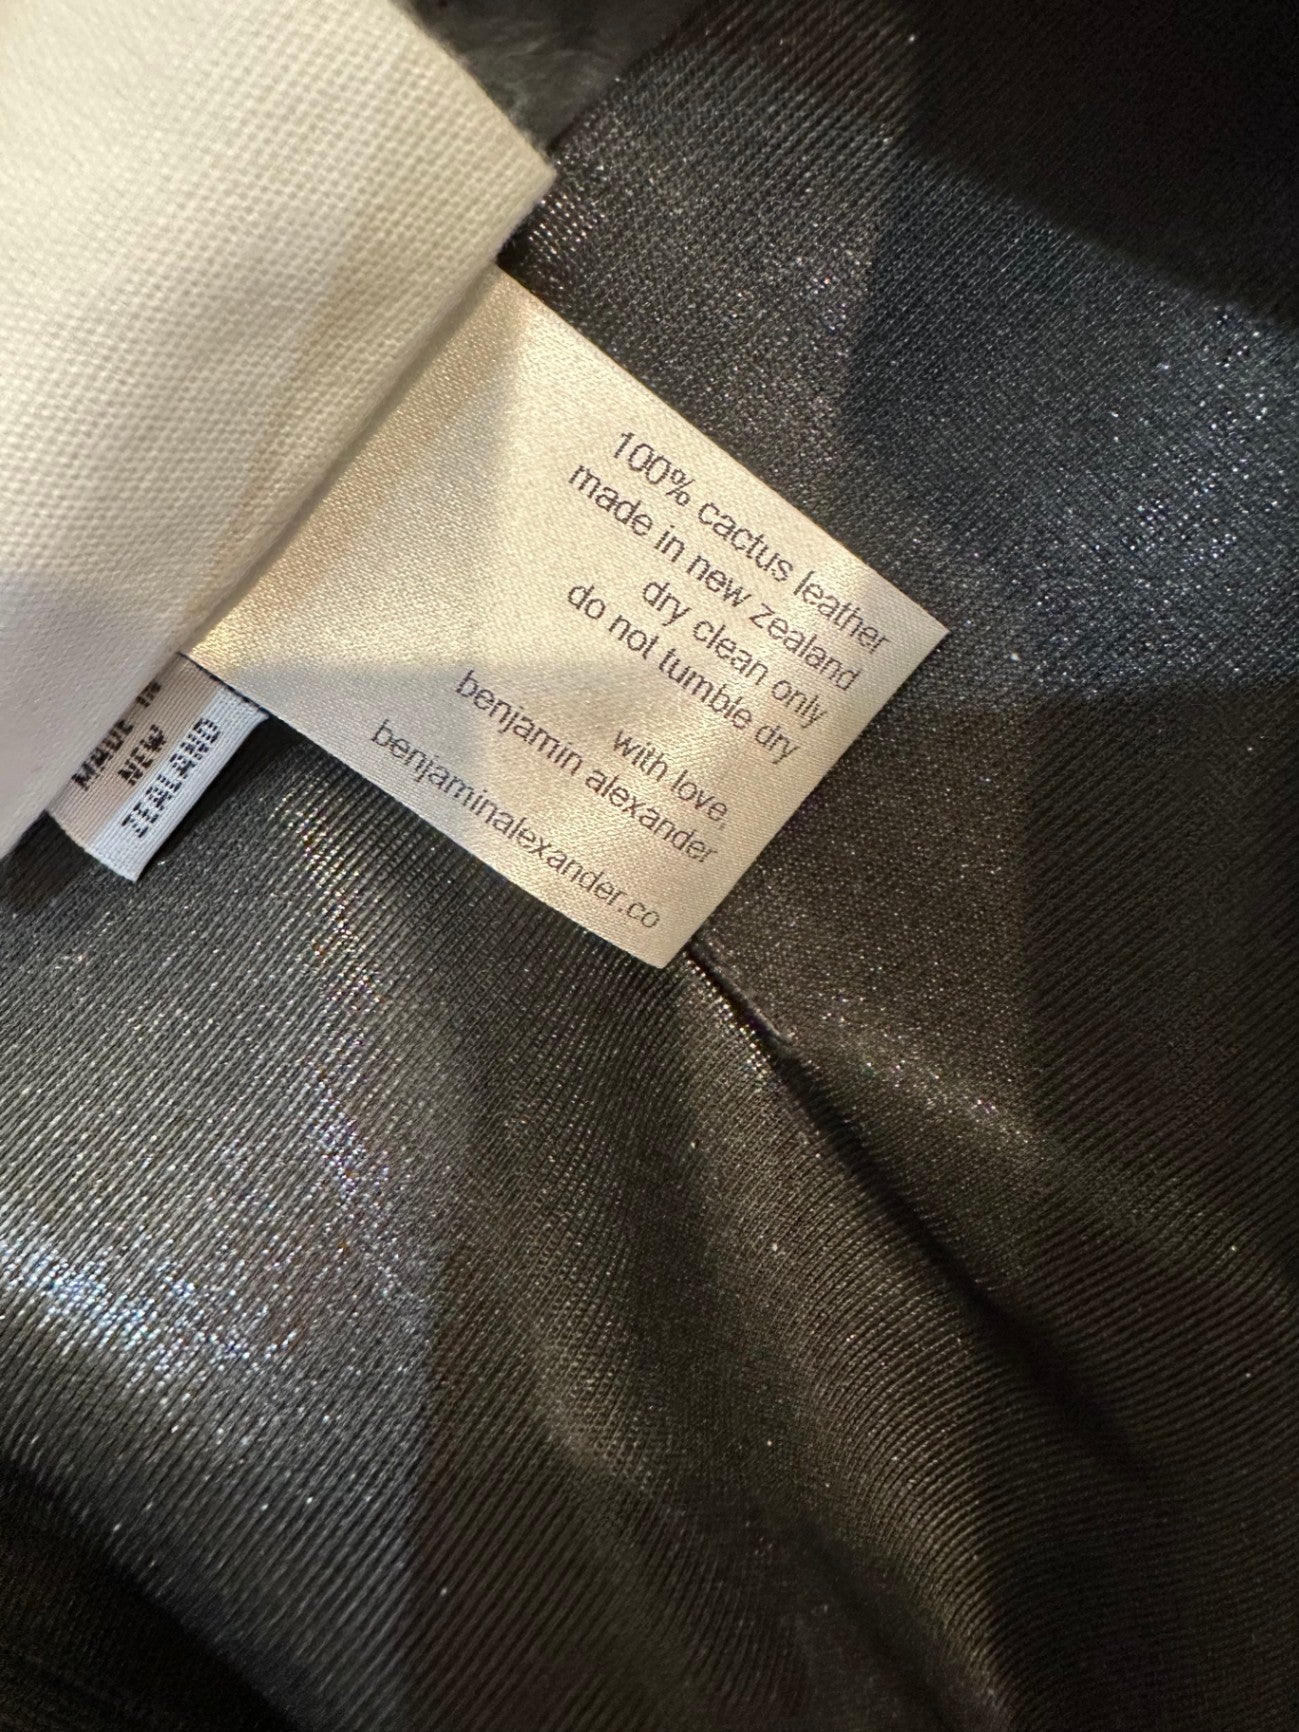 100% cactus leather
made in new zealand
dry clean only
do not tumble dry
with love,
benjamin alexander
benjaminalexander.co
MADE IN
NEW
ZEALAND